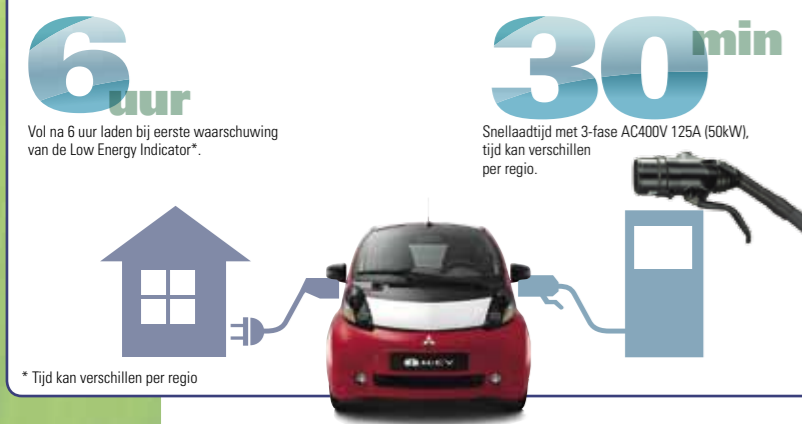 6 uur
Vol na 6 uur laden bij eerste waarschuwing
van de Low Energy Indicator*.
30 min
Snellaadtijd met 3-fase AC400V 125A (50kW),
tijd kan verschillen
per regio.
i MiEV
* Tijd kan verschillen per regio